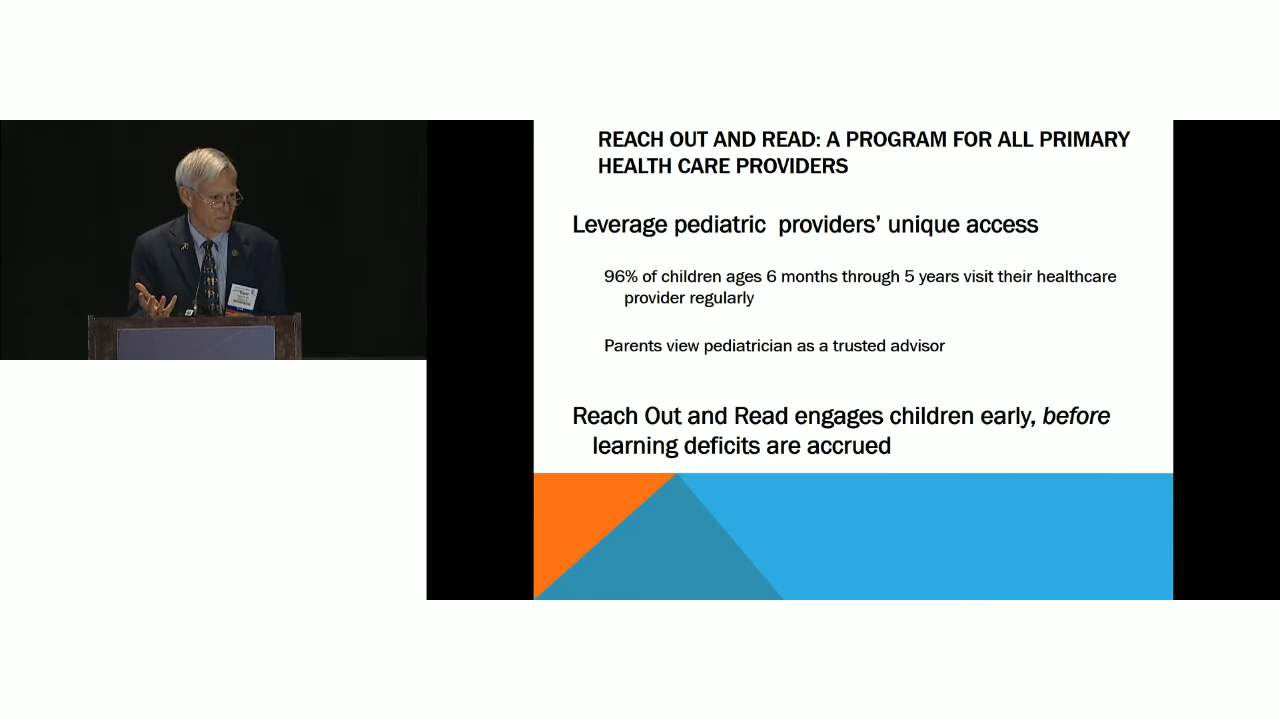 REACH OUT AND READ: A PROGRAM FOR ALL PRIMARY
HEALTH CARE PROVIDERS
Leverage pediatric  providers’ unique access
96% of children ages 6 months through 5 years visit their healthcare
provider regularly
Parents view pediatrician as a trusted advisor
Reach Out and Read engages children early, before
learning deficits are accrued